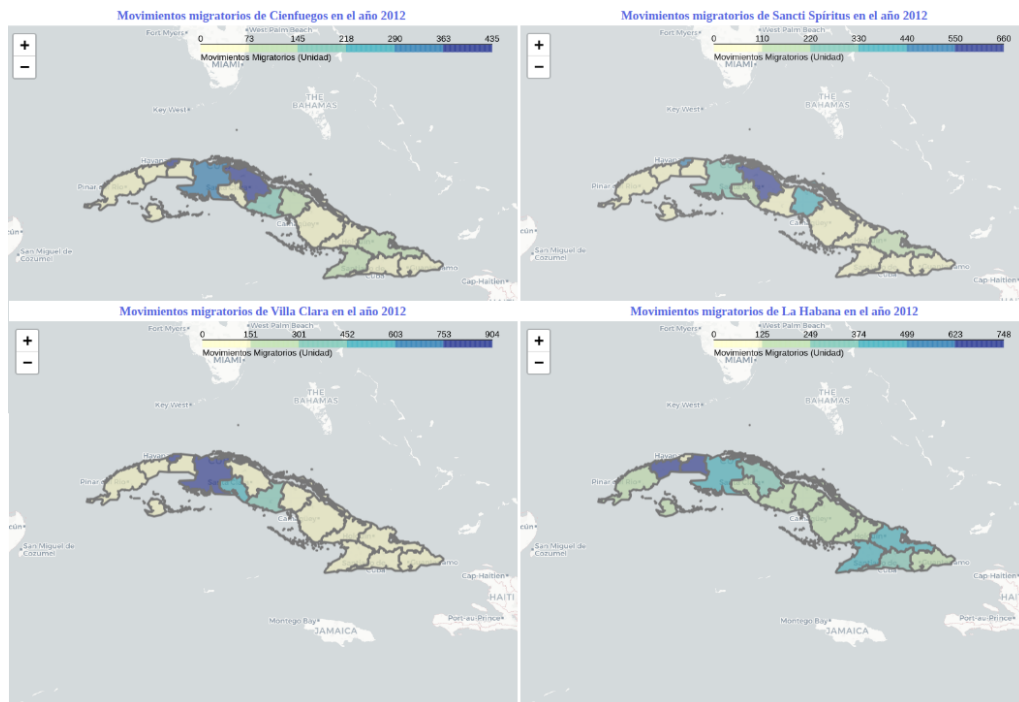 Movimientos migratorios de Cienfuegos en el año 2012
Fort Myers
West Palm Beach
+
−
0 73 145 218 290 363 435
Movimientos Migratorios (Unidad)
MIAMI
Key West
THE BAHAMAS
Pinar
San Miguel de Cozumel
Cap-Haïtien
Movimientos migratorios de Sancti Spíritus en el año 2012
Fort Myers
West Palm Beach
+
−
0 110 220 330 440 550 660
Movimientos Migratorios (Unidad)
MIAMI
Key West
THE BAHAMAS
Pinar
San Miguel de Cozumel
Cap-Haïtien
Movimientos migratorios de Villa Clara en el año 2012
Fort Myers
West Palm Beach
+
−
0 151 301 452 603 753 904
Movimientos Migratorios (Unidad)
MIAMI
Key West
THE BAHAMAS
Pinar
San Miguel de Cozumel
Cap-Haïtien
HAITI
Montego Bay
Port-au-Prince
JAMAICA
Movimientos migratorios de La Habana en el año 2012
Fort Myers
West Palm Beach
+
−
0 125 249 374 499 623 748
Movimientos Migratorios (Unidad)
MIAMI
Key West
THE BAHAMAS
Pinar
San Miguel de Cozumel
Cap-Haïtien
HAITI
Montego Bay
Port-au-Prince
JAMAICA